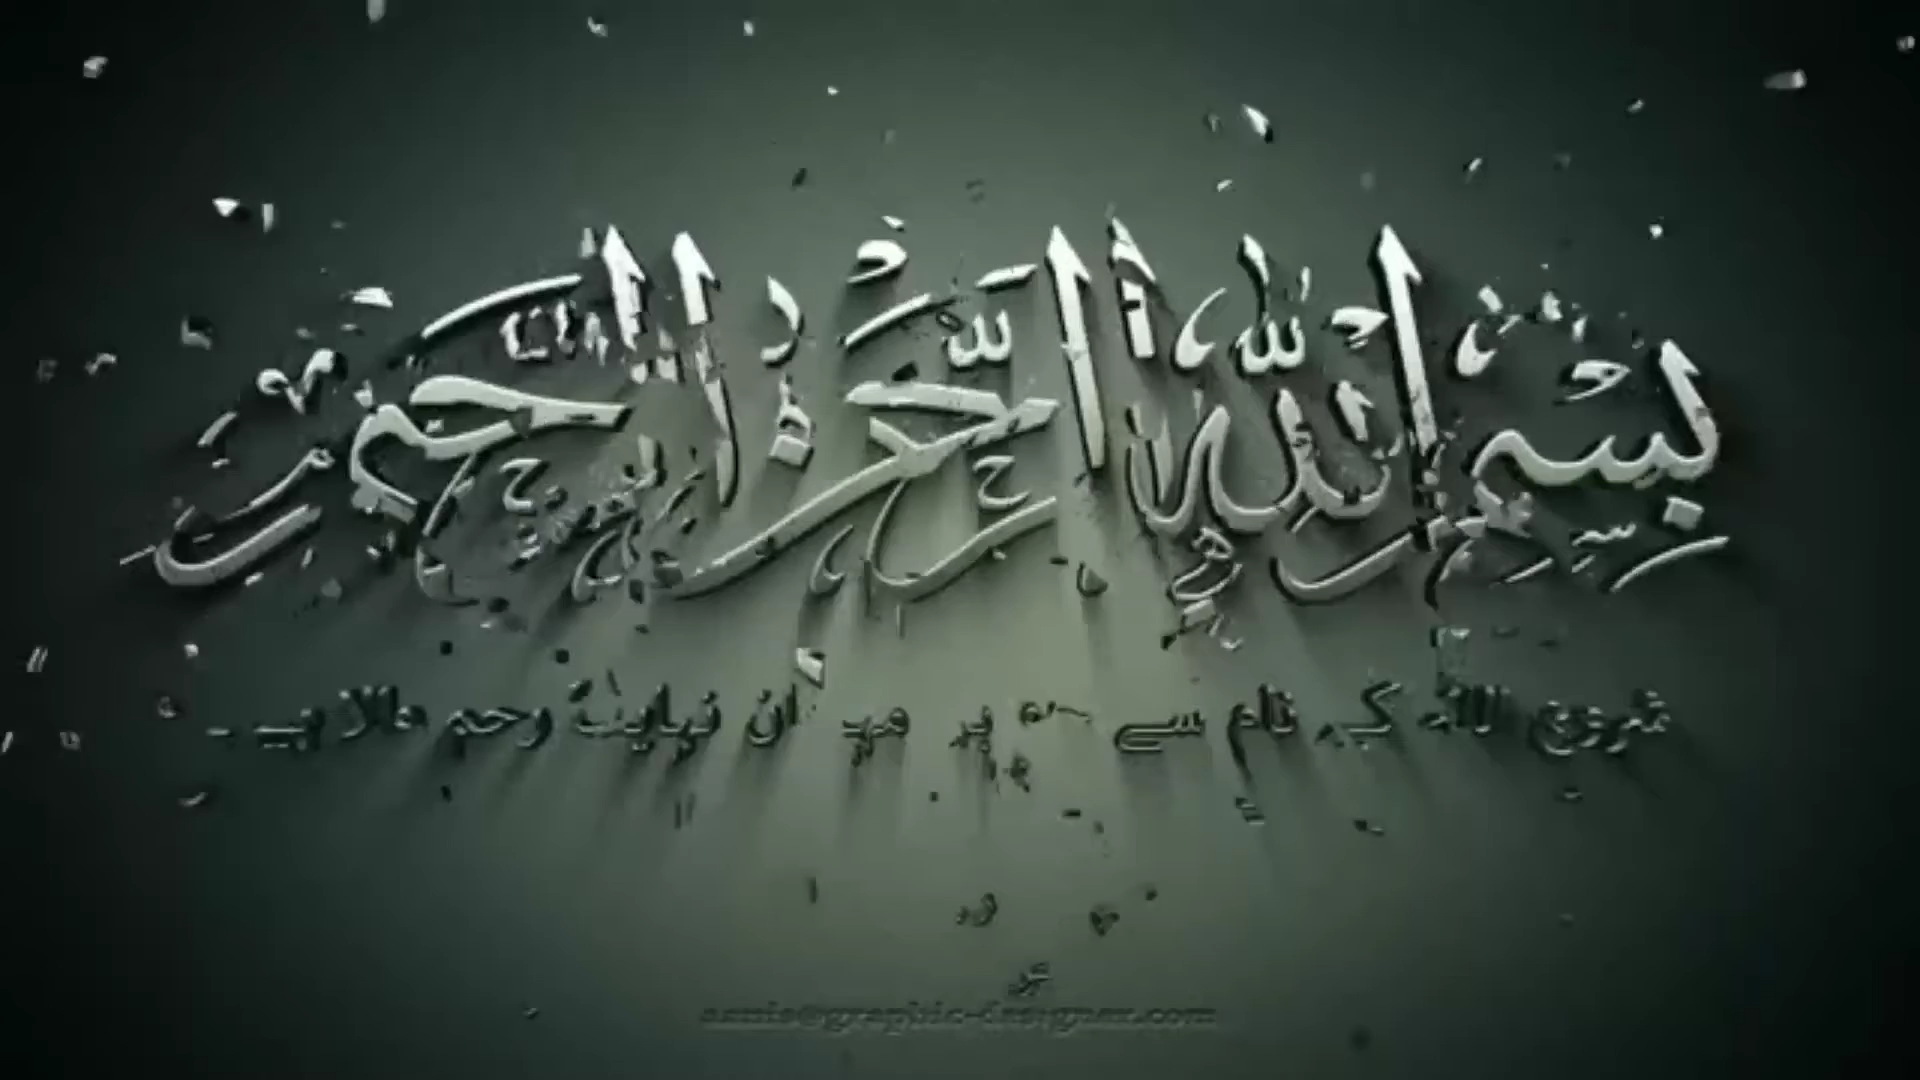 بسم الله الرحمن الرحيم
شروع اللہ کے نام سے جو بڑا مہربان نہایت رحم والا ہے۔